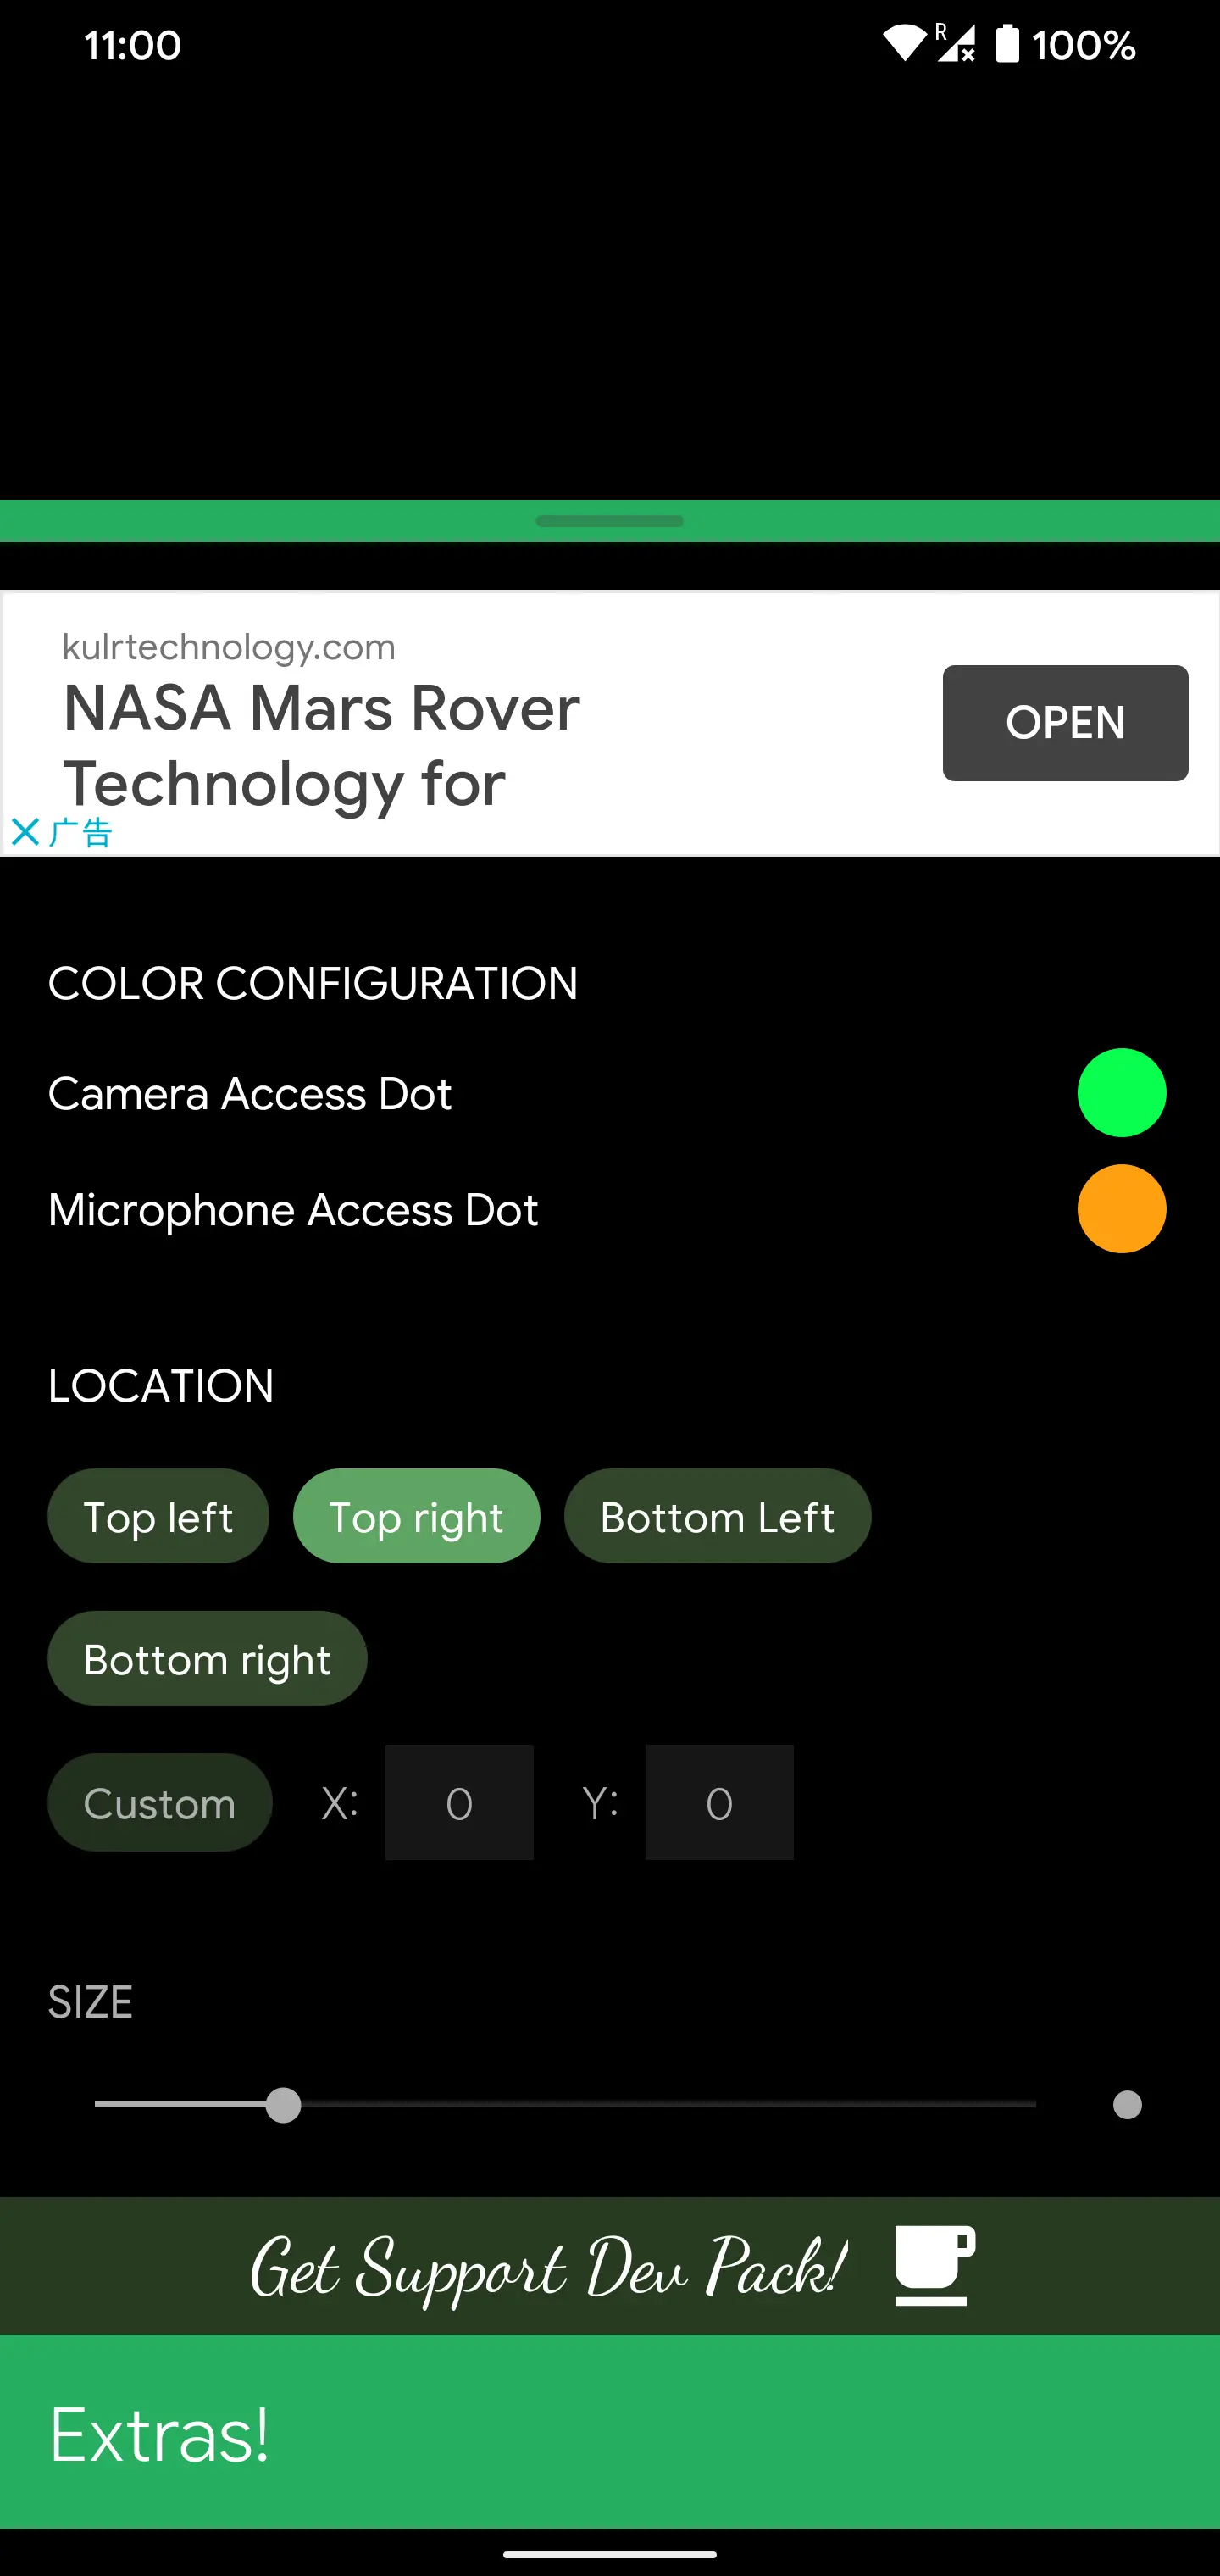 11:00
R
100%
kulrtechnology.com
NASA Mars Rover
Technology for
OPEN
广告
COLOR CONFIGURATION
Camera Access Dot
Microphone Access Dot
LOCATION
Top left
Top right
Bottom Left
Bottom right
Custom
X:
0
Y:
0
SIZE
Get Support Dev Pack!
Extras!